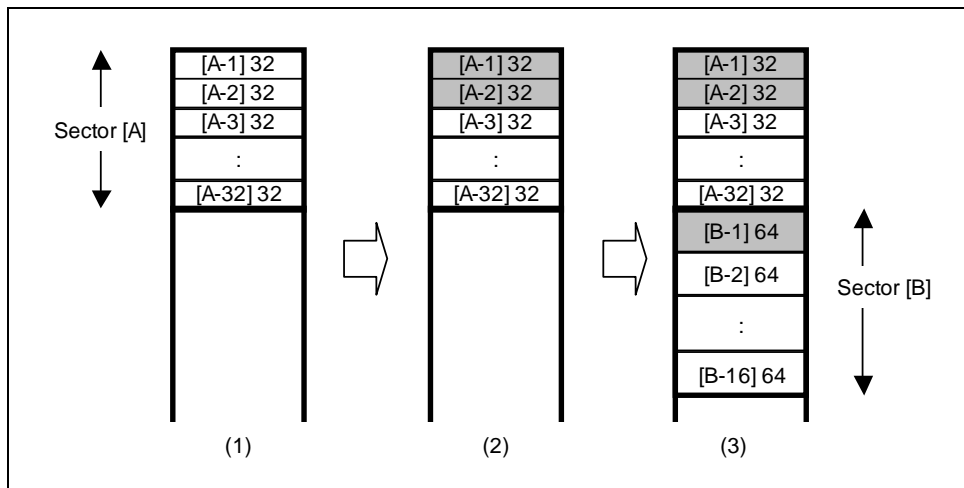 [A-1] 32
[A-2] 32
[A-3] 32
:
[A-32] 32
Sector [A]
(1)
[A-1] 32
[A-2] 32
[A-3] 32
:
[A-32] 32
(2)
[A-1] 32
[A-2] 32
[A-3] 32
:
[A-32] 32
[B-1] 64
[B-2] 64
:
[B-16] 64
Sector [B]
(3)